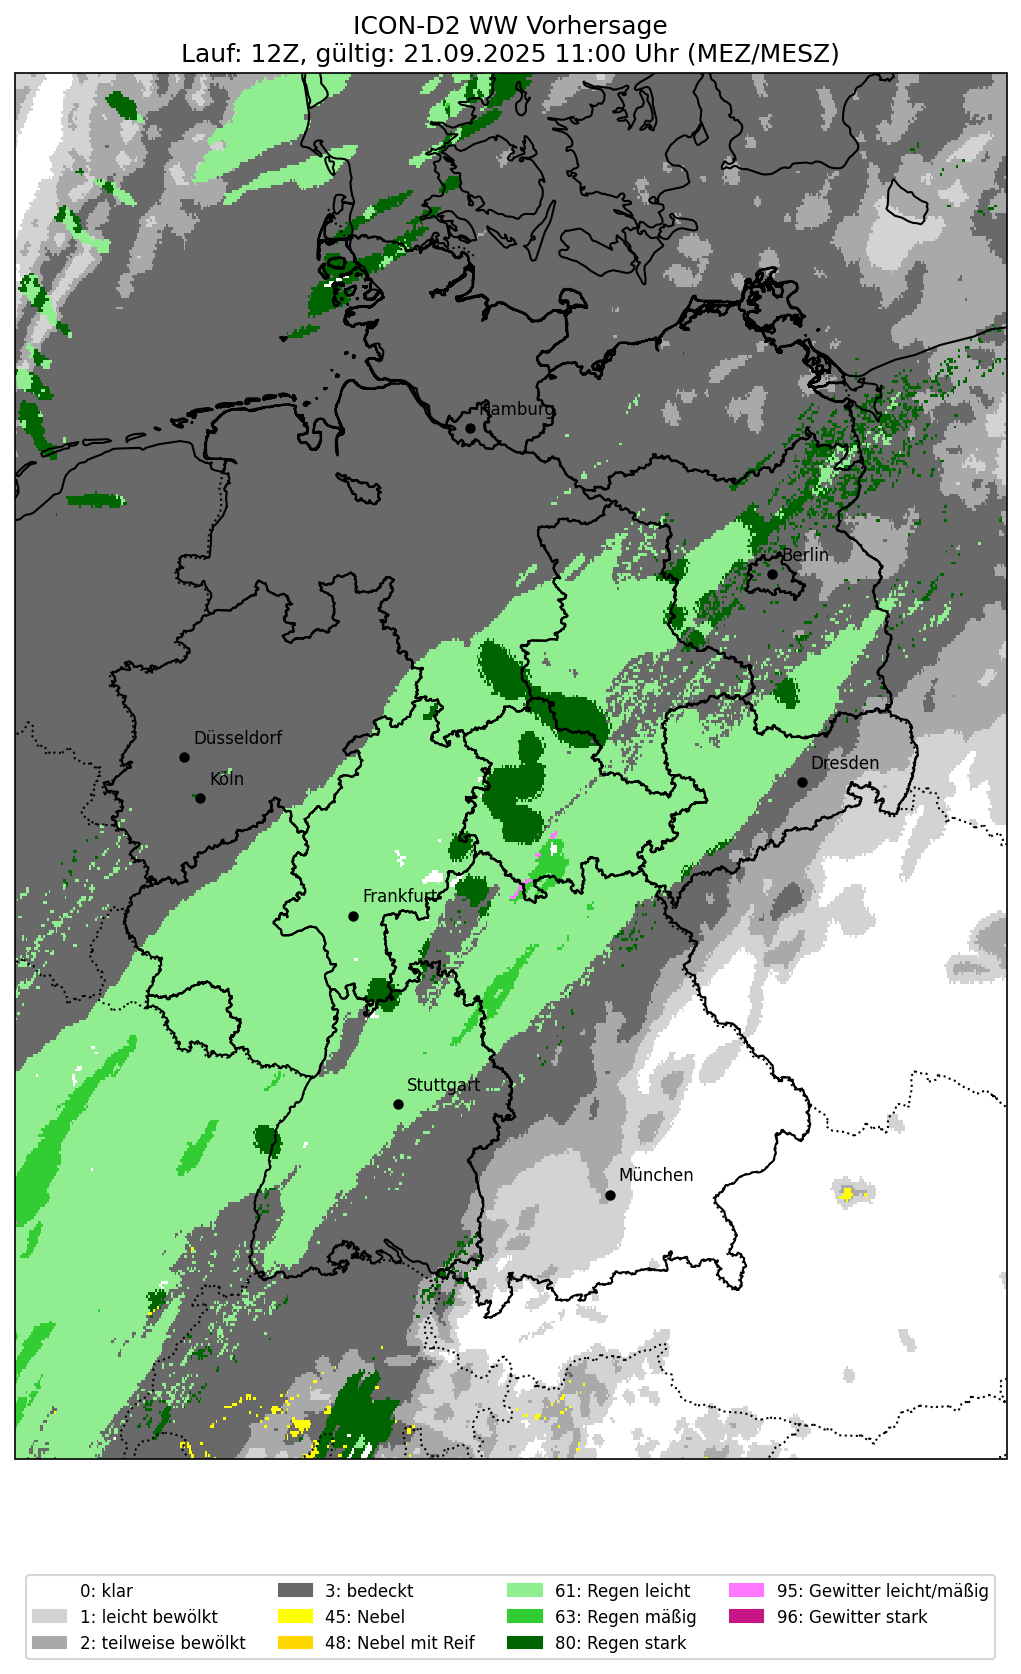 ICON-D2 WW Vorhersage
Lauf: 12Z, gültig: 21.09.2025 11:00 Uhr (MEZ/MESZ)
Hamburg
Berlin
Düsseldorf
Dresden
Köln
Frankfurt
Stuttgart
München
0: klar
1: leicht bewölkt
2: teilweise bewölkt
3: bedeckt
45: Nebel
48: Nebel mit Reif
61: Regen leicht
63: Regen mäßig
80: Regen stark
95: Gewitter leicht/mäßig
96: Gewitter stark